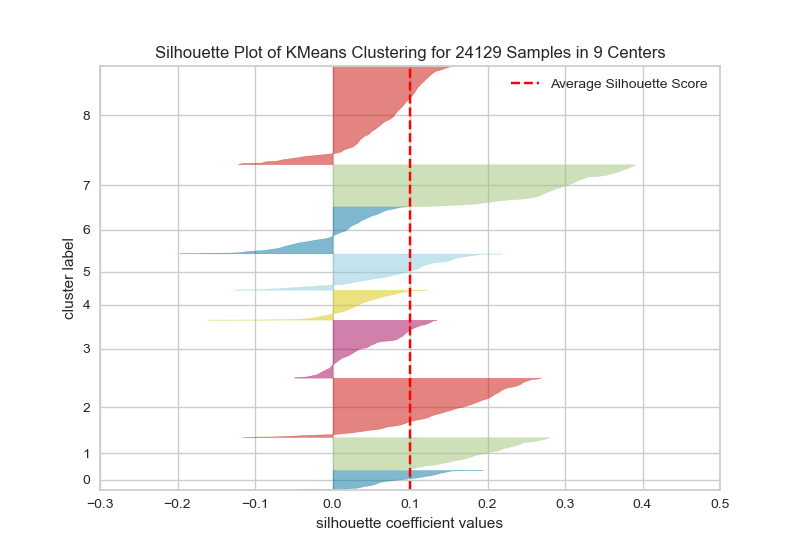 Silhouette Plot of KMeans Clustering for 24129 Samples in 9 Centers
Average Silhouette Score
8
7
6
5
4
3
2
1
0
cluster label
−0.3 −0.2 −0.1 0.0 0.1 0.2 0.3 0.4 0.5
silhouette coefficient values